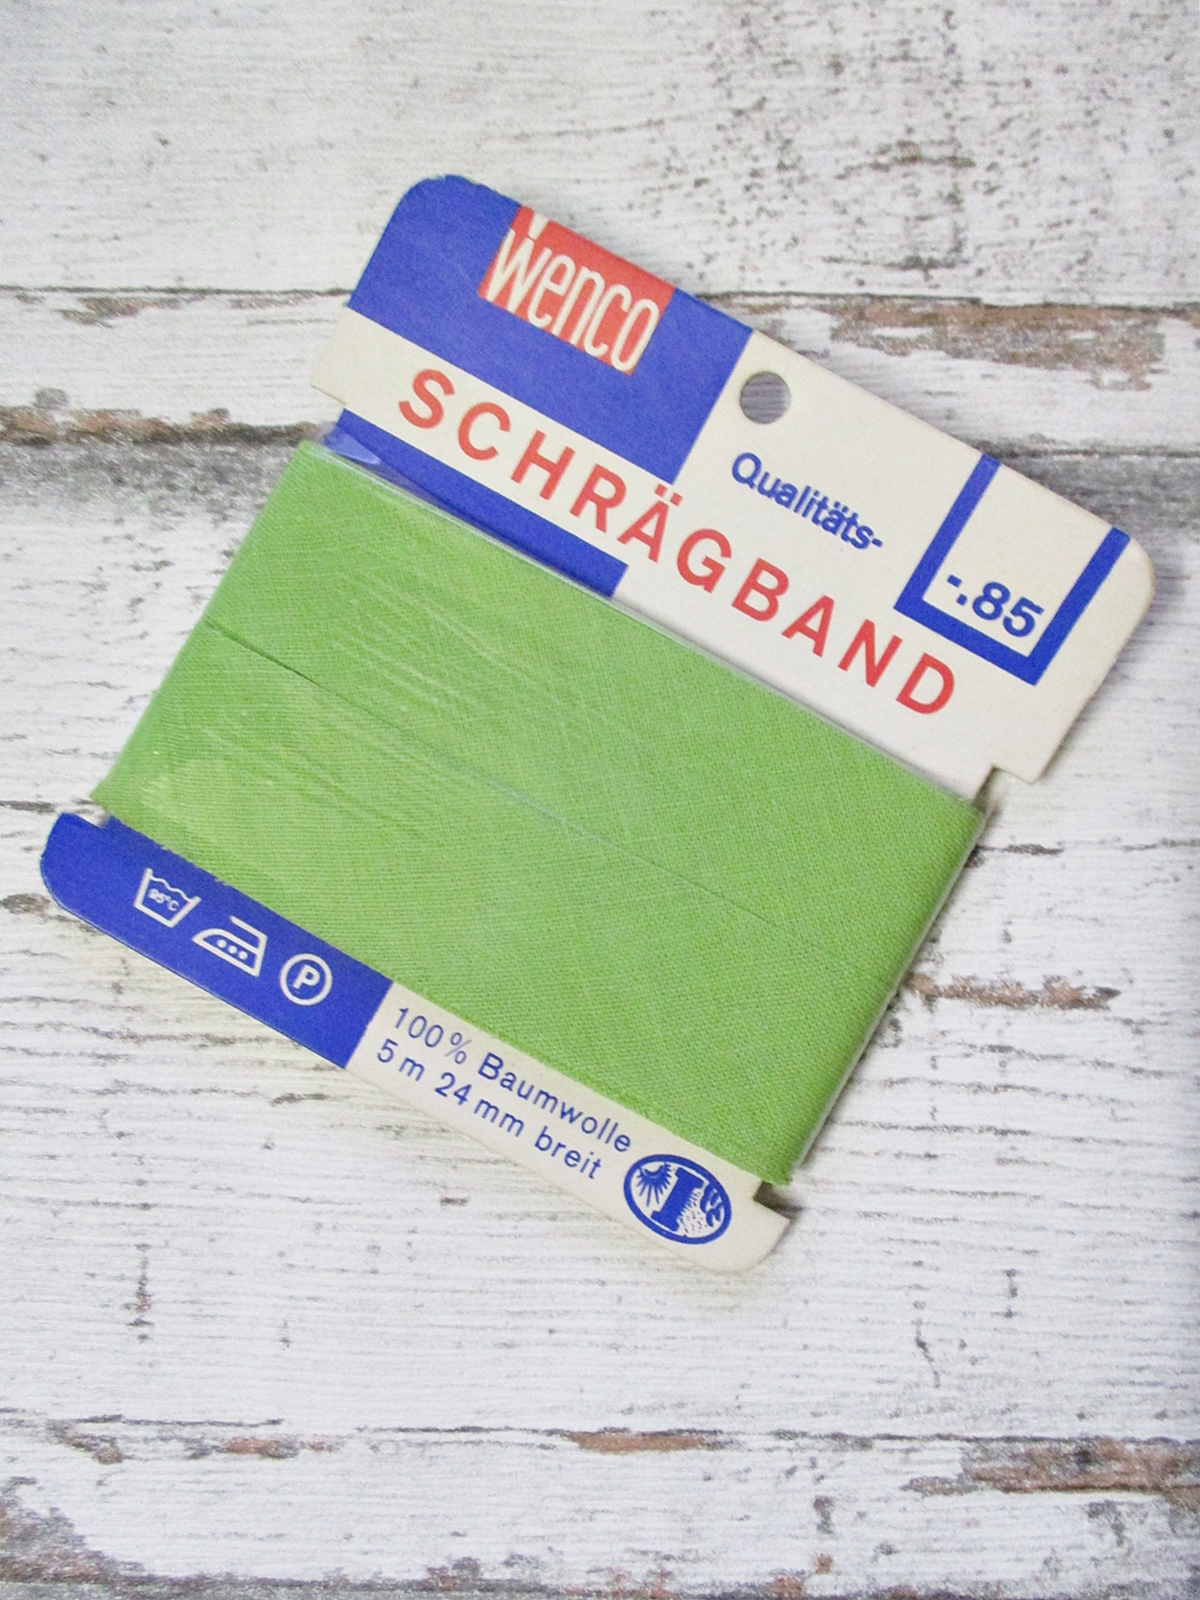 Wenco
Qualitäts-
SCHRÄGBAND
-.85
95°C
P
100% Baumwolle
5 m 24 mm breit